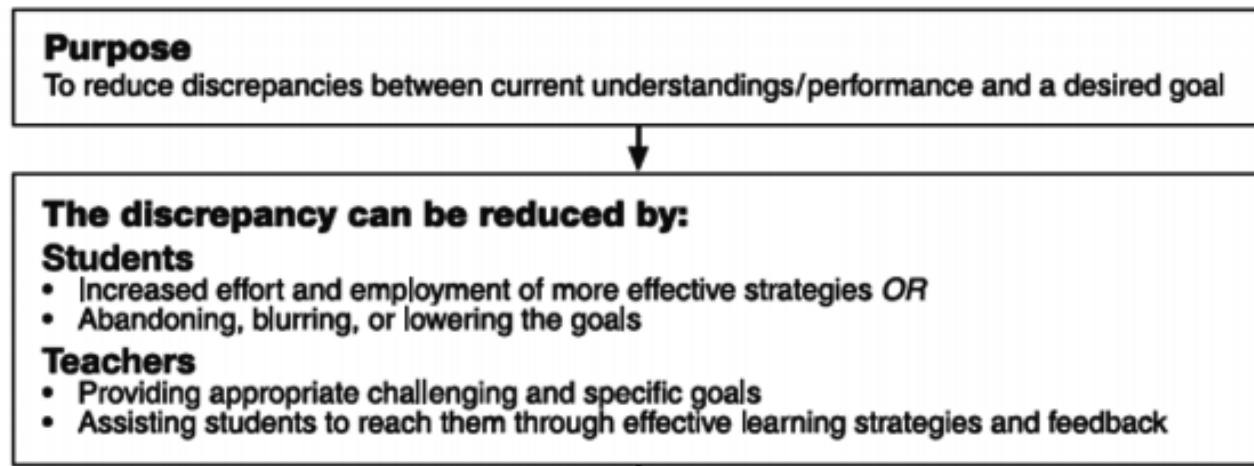 Purpose
To reduce discrepancies between current understandings/performance and a desired goal
The discrepancy can be reduced by:
Students
• Increased effort and employment of more effective strategies OR
• Abandoning, blurring, or lowering the goals
Teachers
• Providing appropriate challenging and specific goals
• Assisting students to reach them through effective learning strategies and feedback